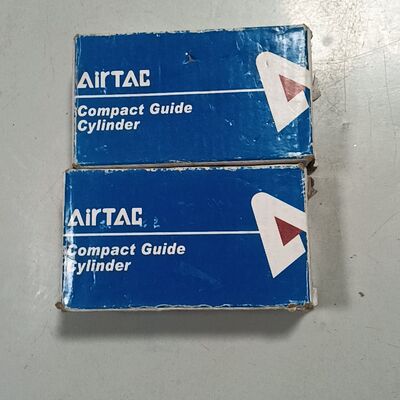 AirTAC
Compact Guide
Cylinder
AirTAC
Compact Guide
Cylinder